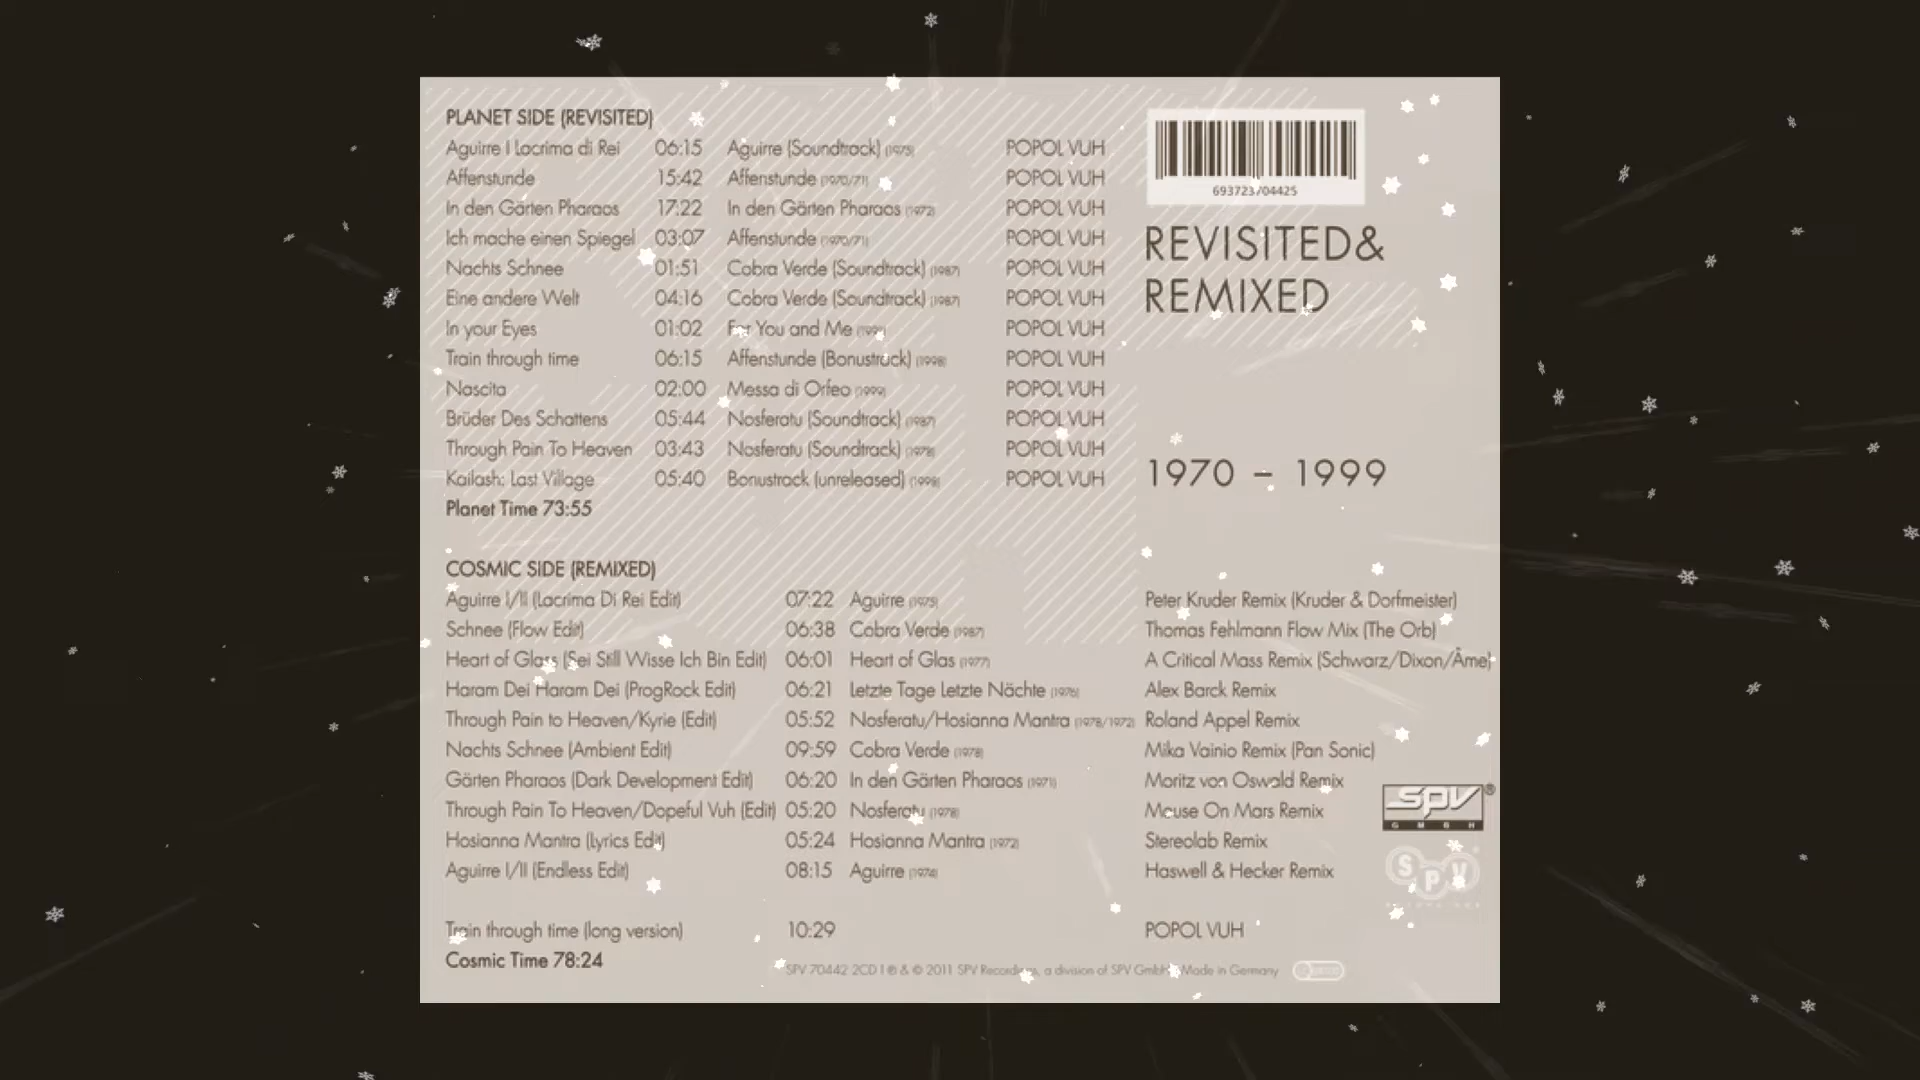 PLANET SIDE (REVISITED)
Aguirre I Lacrima di Rei 06:15 Aguirre (Soundtrack) (1975) POPOL VUH
Affenstunde 15:42 Affenstunde (1970/71) POPOL VUH
In den Gärten Pharaos 17:22 In den Gärten Pharaos (1972) POPOL VUH
Ich mache einen Spiegel 03:07 Affenstunde (1970/71) POPOL VUH
Nachts Schnee 01:51 Cobra Verde (Soundtrack) (1987) POPOL VUH
Eine andere Welt 04:16 Cobra Verde (Soundtrack) (1987) POPOL VUH
In your Eyes 01:02 For You and Me (1991) POPOL VUH
Train through time 06:15 Affenstunde (Bonustrack) (1998) POPOL VUH
Nascita 02:00 Messa di Orfeo (1999) POPOL VUH
Brüder Des Schattens 05:44 Nosferatu (Soundtrack) (1987) POPOL VUH
Through Pain To Heaven 03:43 Nosferatu (Soundtrack) (1978) POPOL VUH
Kailash: Last Village 05:40 Bonustrack (unreleased) (1998) POPOL VUH
Planet Time 73:55
693723704425
REVISITED&
REMIXED
1970 – 1999
COSMIC SIDE (REMIXED)
Aguirre I/II (Lacrima Di Rei Edit) 07:22 Aguirre (1975) Peter Kruder Remix (Kruder & Dorfmeister)
Schnee (Flow Edit) 06:38 Cobra Verde (1987) Thomas Fehlmann Flow Mix (The Orb)
Heart of Glass (Sei Still Wisse Ich Bin Edit) 06:01 Heart of Glas (1977) A Critical Mass Remix (Schwarz/Dixon/Âme)
Haram Dei Haram Dei (ProgRock Edit) 06:21 Letzte Tage Letzte Nächte (1976) Alex Barck Remix
Through Pain to Heaven/Kyrie (Edit) 05:52 Nosferatu/Hosianna Mantra (1978/1972) Roland Appel Remix
Nachts Schnee (Ambient Edit) 09:59 Cobra Verde (1978) Mika Vainio Remix (Pan Sonic)
Gärten Pharaos (Dark Development Edit) 06:20 In den Gärten Pharaos (1971) Moritz von Oswald Remix
Through Pain To Heaven/Dopeful Vuh (Edit) 05:20 Nosferatu (1978) Mouse On Mars Remix
Hosianna Mantra (Lyrics Edit) 05:24 Hosianna Mantra (1972) Stereolab Remix
Aguirre I/II (Endless Edit) 08:15 Aguirre (1974) Haswell & Hecker Remix
Train through time (long version) 10:29 POPOL VUH
Cosmic Time 78:24
spv ®
GMBH
SPV
SPV 70442 2CD I ℗ & © 2011 SPV Recordings, a division of SPV GmbH Made in Germany